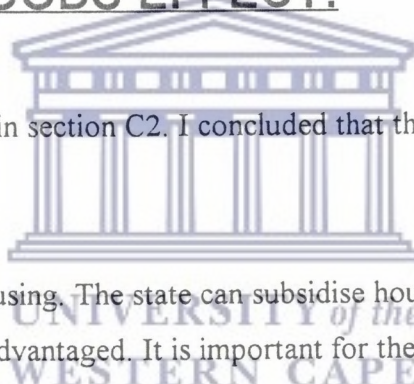 EFFECT:
in section C2. I concluded that th
using. The state can subsidise hou
UNIVERSITY of the
dvantaged. It is important for the
WESTERN CAPE